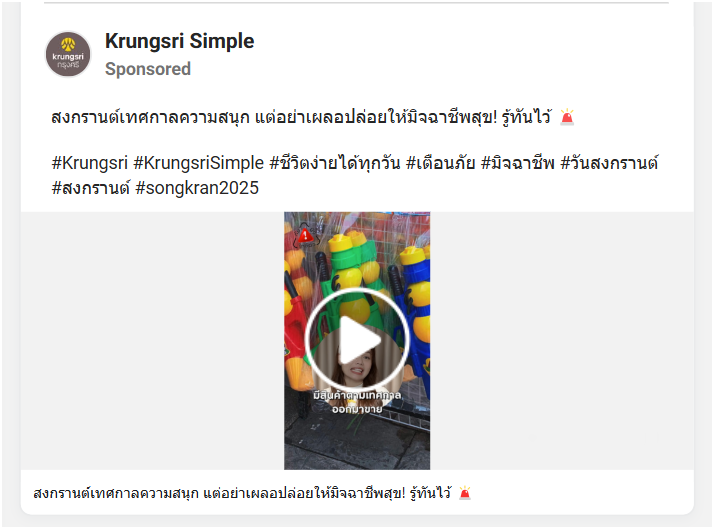 krungsri
กรุงศรี
Krungsri Simple
Sponsored
สงกรานต์เทศกาลความสนุก แต่อย่าเผลอปล่อยให้มิจฉาชีพสุข! รู้ทันไว้ 🚨
#Krungsri #KrungsriSimple #ชีวิตง่ายได้ทุกวัน #เตือนภัย #มิจฉาชีพ #วันสงกรานต์
#สงกรานต์ #songkran2025
มีสินค้าตามเทศกาล
ออกมาขาย
สงกรานต์เทศกาลความสนุก แต่อย่าเผลอปล่อยให้มิจฉาชีพสุข! รู้ทันไว้ 🚨